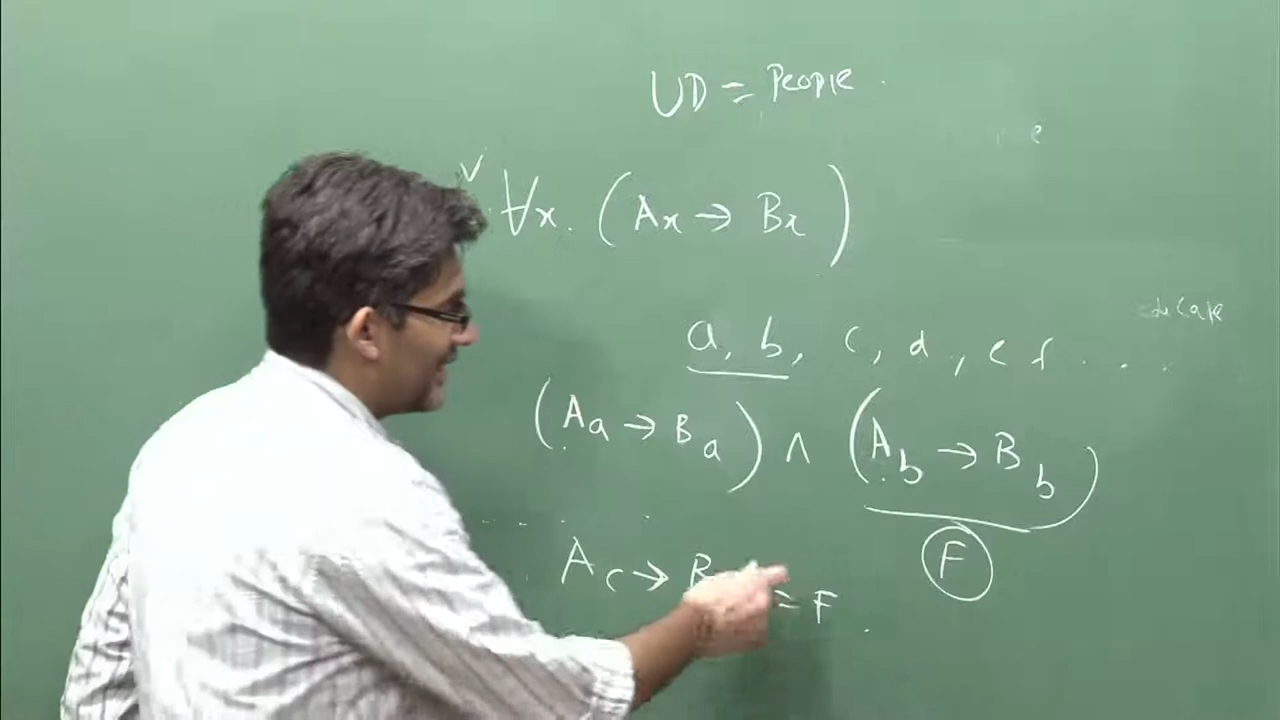 UD = People.
∀x. (Ax → Bx)
a, b, c, d, e f . . . .
(Aa → Ba) ∧ (Ab → Bb)
F
Ac → B = F